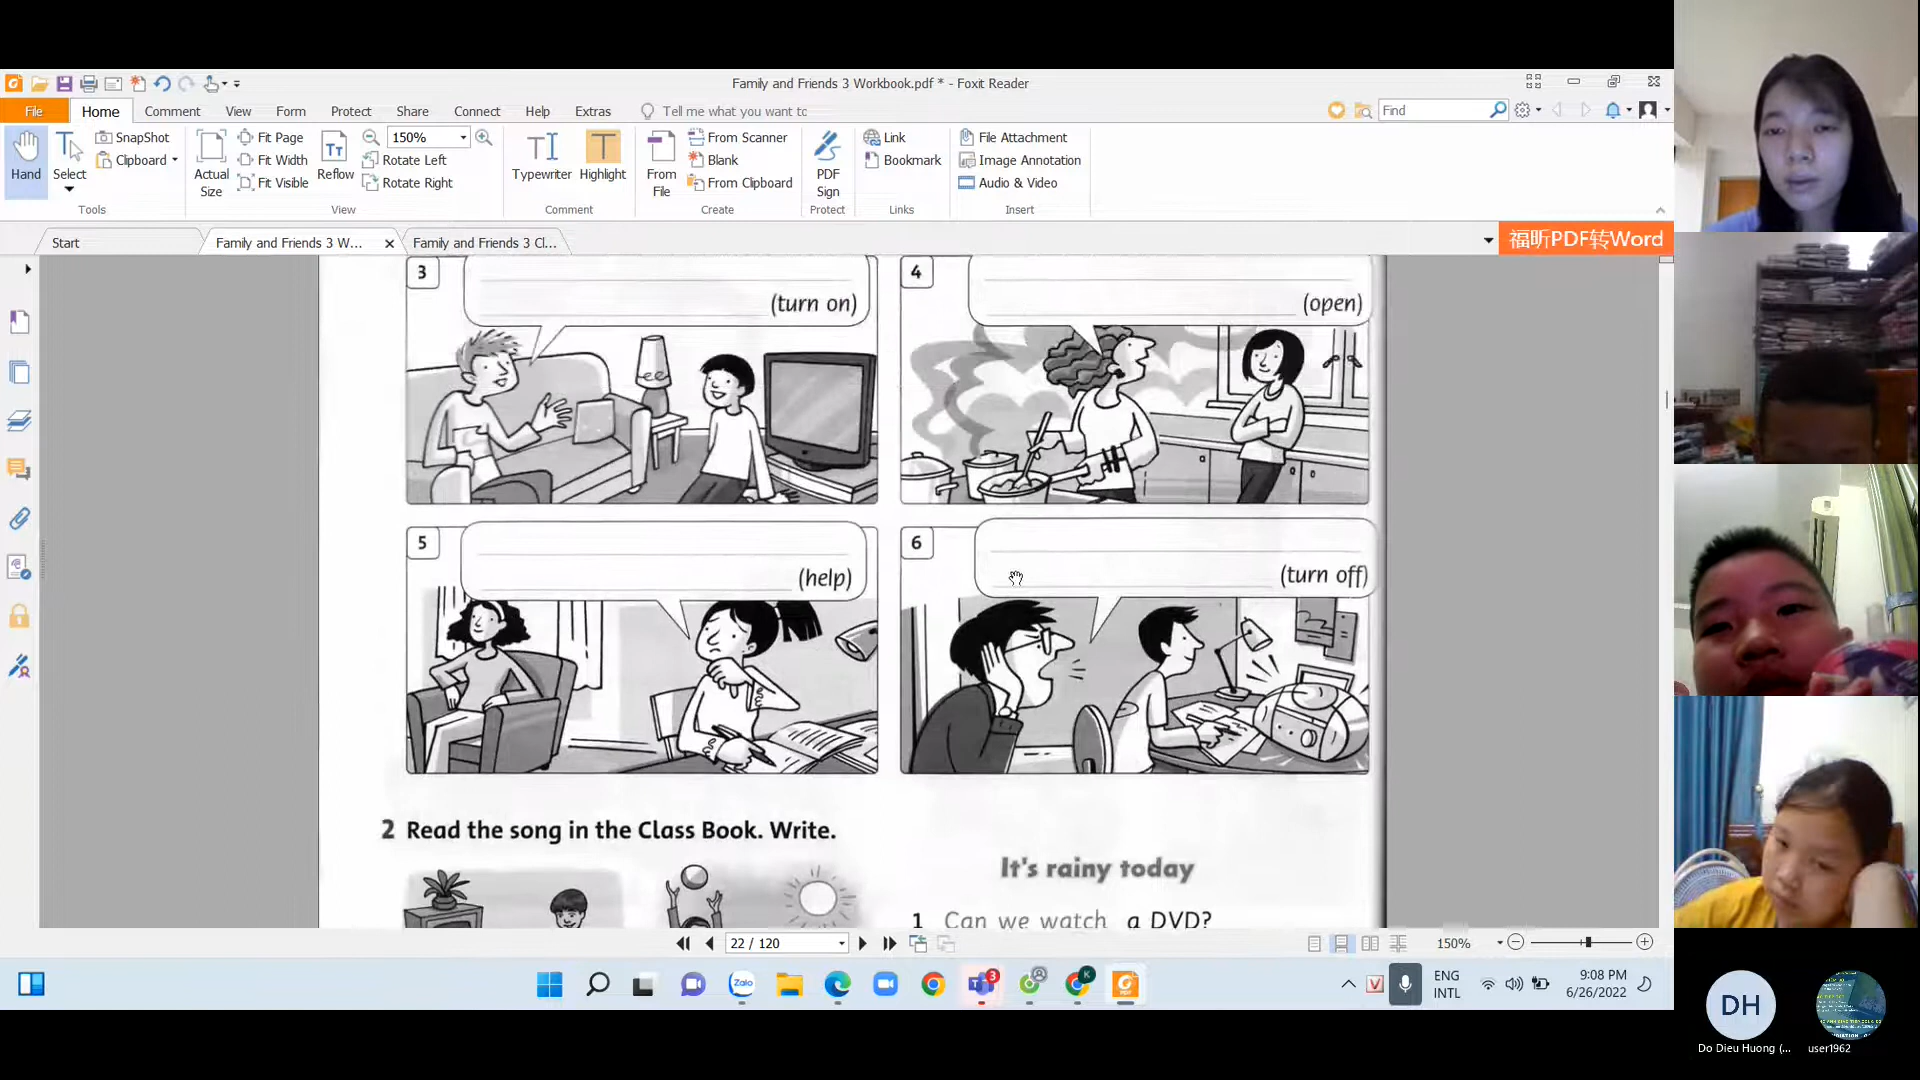 Family and Friends 3 Workbook.pdf * - Foxit Reader
File Home Comment View Form Protect Share Connect Help Extras Tell me what you want to Find
Hand Select SnapShot Clipboard
Tools
Actual Size Fit Page Fit Width Fit Visible Reflow 150% Rotate Left Rotate Right
View
Typewriter Highlight
Comment
From File From Scanner Blank From Clipboard
Create
PDF Sign
Protect
Link Bookmark
Links
File Attachment Image Annotation Audio & Video
Insert
Start Family and Friends 3 W... Family and Friends 3 Cl... 福昕PDF转Word
3 (turn on)
4 (open)
5 (help)
6 (turn off)
2 Read the song in the Class Book. Write.
It's rainy today
1 Can we watch a DVD?
22 / 120 150%
Zalo 3 K V ENG INTL 9:08 PM 6/26/2022
DH
Do Dieu Huong (... user1962